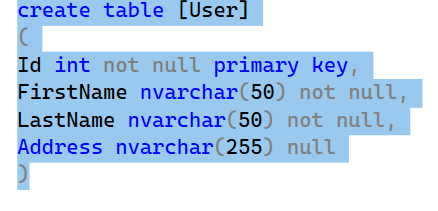 create table [User]
(
Id int not null primary key,
FirstName nvarchar(50) not null,
LastName nvarchar(50) not null,
Address nvarchar(255) null
)